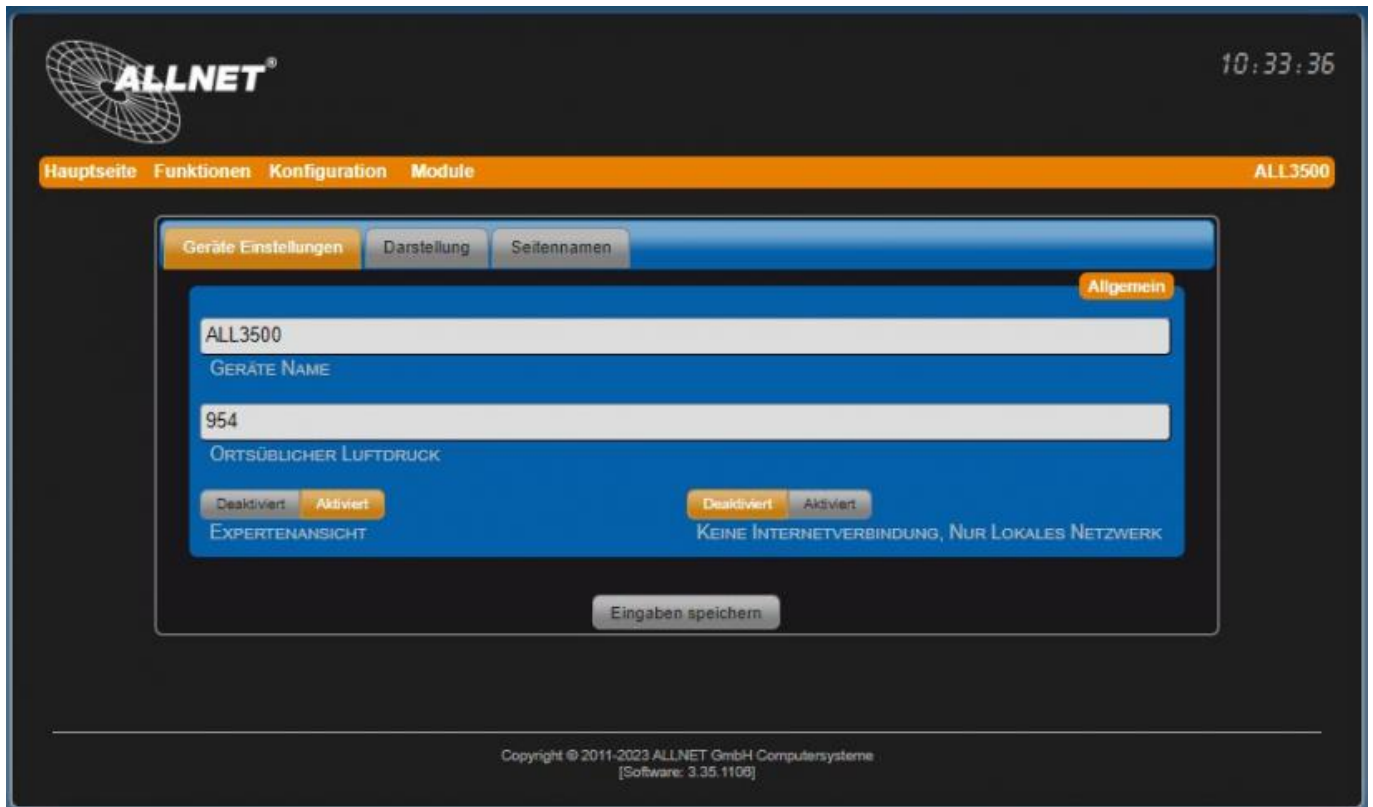 ALLNET®
10:33:36
Hauptseite Funktionen Konfiguration Module ALL3500
Geräte Einstellungen Darstellung Seitennamen
Allgemein
ALL3500
Geräte Name
954
Ortsüblicher Luftdruck
Deaktiviert Aktiviert Deaktiviert Aktiviert
Expertenansicht Keine Internetverbindung, Nur Lokales Netzwerk
Eingaben speichern
Copyright © 2011-2023 ALLNET GmbH Computersysteme
[Software: 3.35.1106]